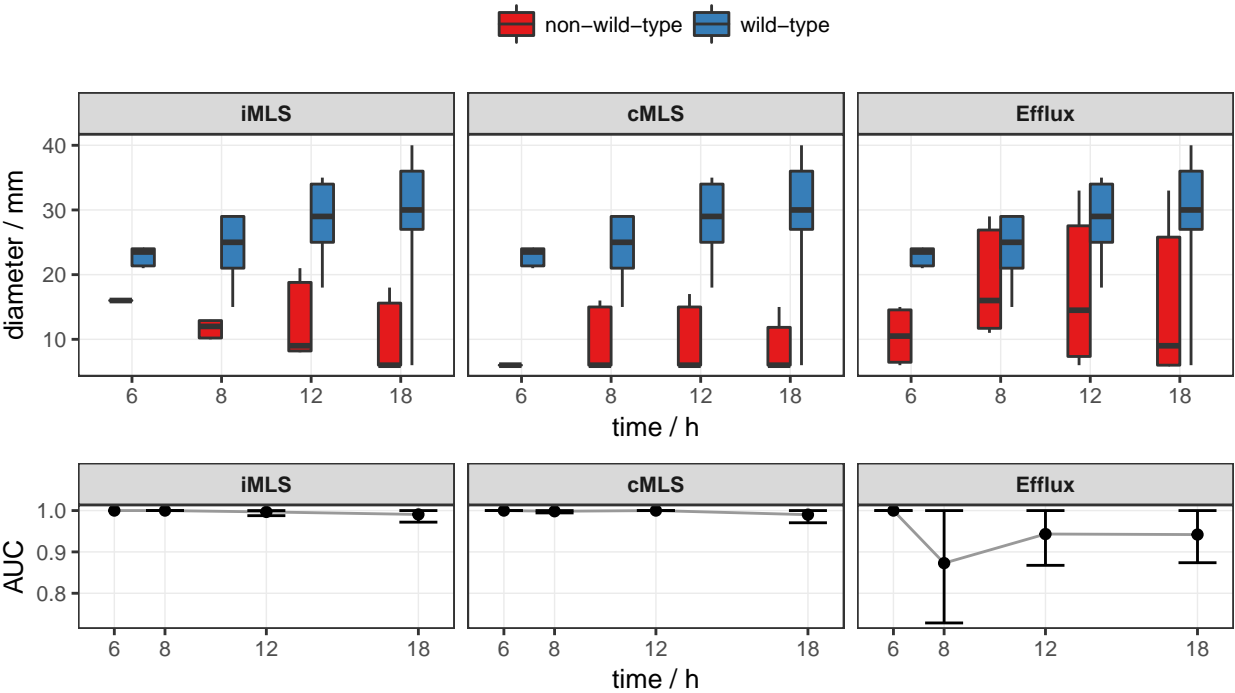 non−wild−type wild−type
iMLS cMLS Efflux
diameter / mm
40
30
20
10
6 8 12 18 6 8 12 18 6 8 12 18
time / h
iMLS cMLS Efflux
AUC
1.0
0.9
0.8
6 8 12 18 6 8 12 18 6 8 12 18
time / h